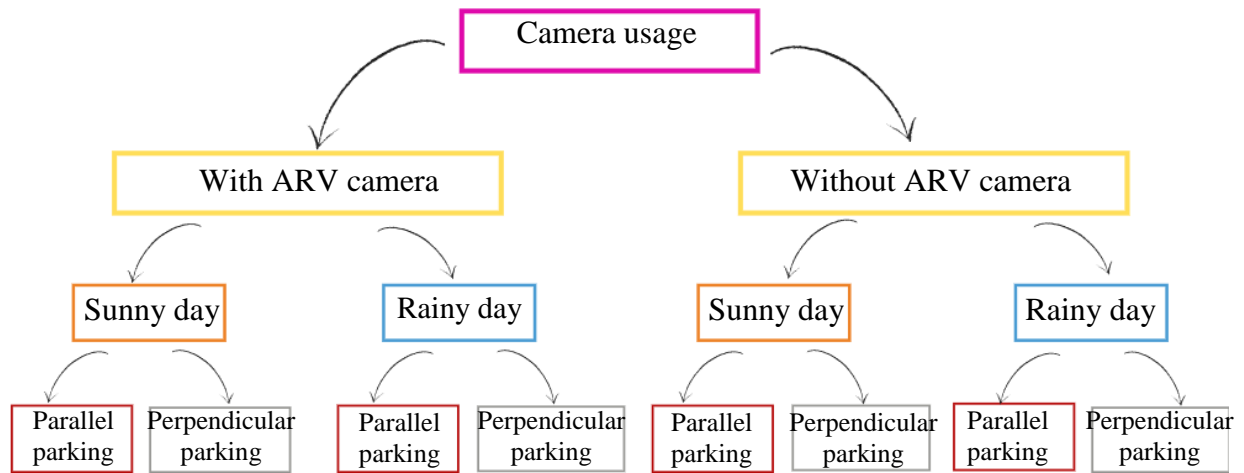 Camera usage
With ARV camera
Without ARV camera
Sunny day
Rainy day
Sunny day
Rainy day
Parallel
parking
Perpendicular
parking
Parallel
parking
Perpendicular
parking
Parallel
parking
Perpendicular
parking
Parallel
parking
Perpendicular
parking